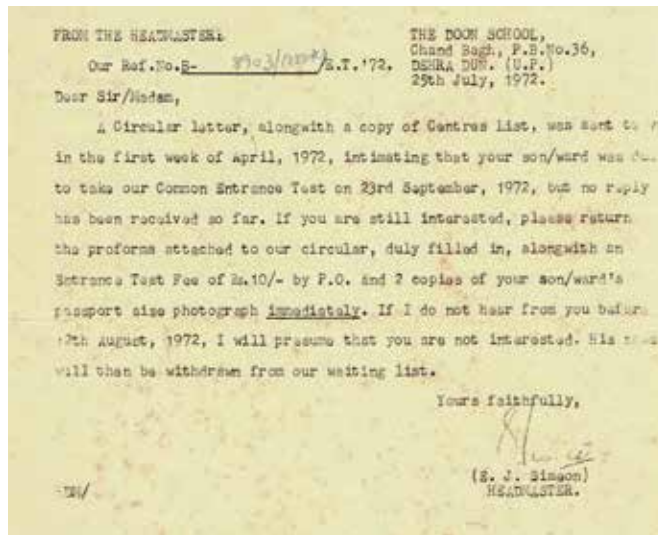 FROM THE HEADMASTER:
THE DOON SCHOOL,
Chand Bagh, P.B.No.36,
Our Ref.No.B- /E.T.'72. DEHRA DUN. (U.P.)
25th July, 1972.
Dear Sir/Madam,
A Circular letter, alongwith a copy of Centres List, was sent to
in the first week of April, 1972, intimating that your son/ward was
to take our Common Entrance Test on 23rd September, 1972, but no reply
has been received so far. If you are still interested, please return
the proforma attached to our circular, duly filled in, alongwith an
Entrance Test Fee of Rs.10/- by P.O. and 2 copies of your son/ward's
passport size photograph immediately. If I do not hear from you before
August, 1972, I will presume that you are not interested. His
will then be withdrawn from our waiting list.
Yours faithfully,
(E. J. Simeon)
HEADMASTER.